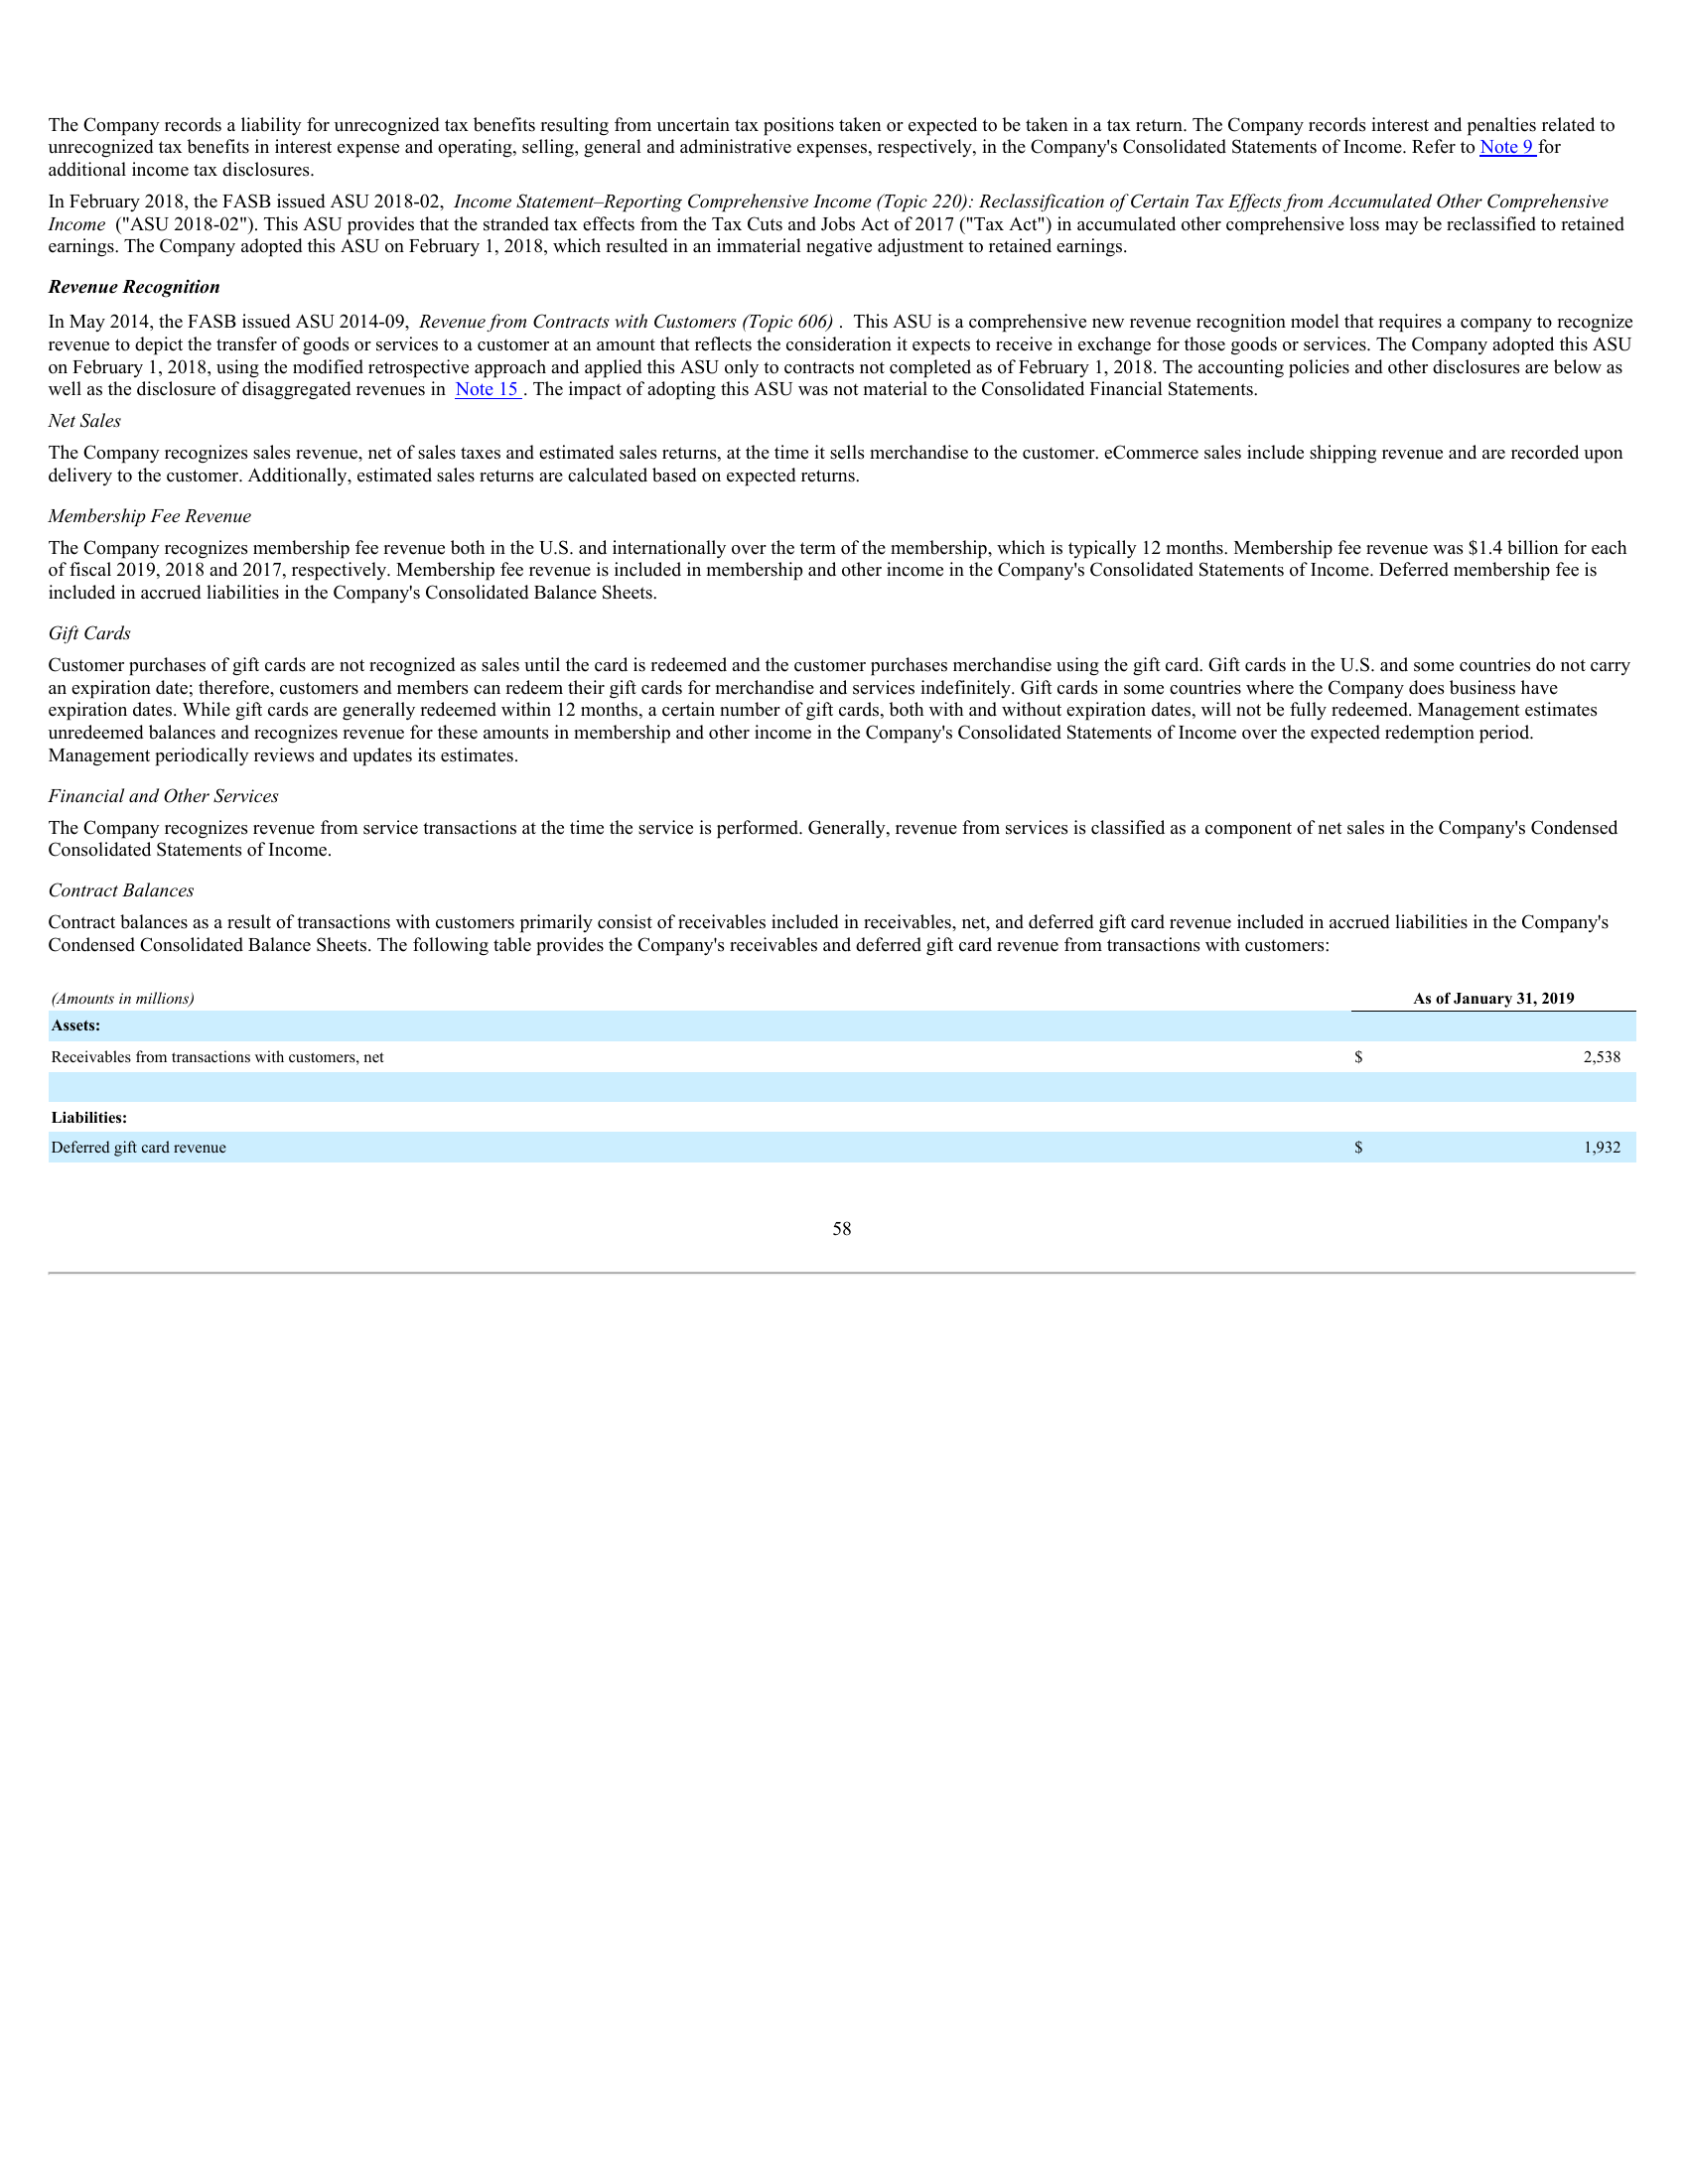 The Company records a liability for unrecognized tax benefits resulting from uncertain tax positions taken or expected to be taken in a tax return. The Company records interest and penalties related to
unrecognized tax benefits in interest expense and operating, selling, general and administrative expenses, respectively, in the Company's Consolidated Statements of Income. Refer to Note 9 for
additional income tax disclosures.
In February 2018, the FASB issued ASU 2018-02, Income Statement–Reporting Comprehensive Income (Topic 220): Reclassification of Certain Tax Effects from Accumulated Other Comprehensive
Income ("ASU 2018-02"). This ASU provides that the stranded tax effects from the Tax Cuts and Jobs Act of 2017 ("Tax Act") in accumulated other comprehensive loss may be reclassified to retained
earnings. The Company adopted this ASU on February 1, 2018, which resulted in an immaterial negative adjustment to retained earnings.
Revenue Recognition
In May 2014, the FASB issued ASU 2014-09, Revenue from Contracts with Customers (Topic 606) . This ASU is a comprehensive new revenue recognition model that requires a company to recognize
revenue to depict the transfer of goods or services to a customer at an amount that reflects the consideration it expects to receive in exchange for those goods or services. The Company adopted this ASU
on February 1, 2018, using the modified retrospective approach and applied this ASU only to contracts not completed as of February 1, 2018. The accounting policies and other disclosures are below as
well as the disclosure of disaggregated revenues in Note 15 . The impact of adopting this ASU was not material to the Consolidated Financial Statements.
Net Sales
The Company recognizes sales revenue, net of sales taxes and estimated sales returns, at the time it sells merchandise to the customer. eCommerce sales include shipping revenue and are recorded upon
delivery to the customer. Additionally, estimated sales returns are calculated based on expected returns.
Membership Fee Revenue
The Company recognizes membership fee revenue both in the U.S. and internationally over the term of the membership, which is typically 12 months. Membership fee revenue was $1.4 billion for each
of fiscal 2019, 2018 and 2017, respectively. Membership fee revenue is included in membership and other income in the Company's Consolidated Statements of Income. Deferred membership fee is
included in accrued liabilities in the Company's Consolidated Balance Sheets.
Gift Cards
Customer purchases of gift cards are not recognized as sales until the card is redeemed and the customer purchases merchandise using the gift card. Gift cards in the U.S. and some countries do not carry
an expiration date; therefore, customers and members can redeem their gift cards for merchandise and services indefinitely. Gift cards in some countries where the Company does business have
expiration dates. While gift cards are generally redeemed within 12 months, a certain number of gift cards, both with and without expiration dates, will not be fully redeemed. Management estimates
unredeemed balances and recognizes revenue for these amounts in membership and other income in the Company's Consolidated Statements of Income over the expected redemption period.
Management periodically reviews and updates its estimates.
Financial and Other Services
The Company recognizes revenue from service transactions at the time the service is performed. Generally, revenue from services is classified as a component of net sales in the Company's Condensed
Consolidated Statements of Income.
Contract Balances
Contract balances as a result of transactions with customers primarily consist of receivables included in receivables, net, and deferred gift card revenue included in accrued liabilities in the Company's
Condensed Consolidated Balance Sheets. The following table provides the Company's receivables and deferred gift card revenue from transactions with customers:
(Amounts in millions) As of January 31, 2019
Assets:
Receivables from transactions with customers, net $ 2,538
Liabilities:
Deferred gift card revenue $ 1,932
58